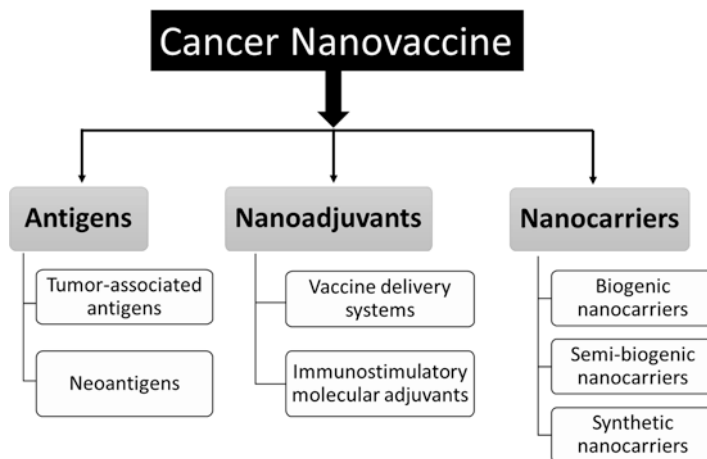 Cancer Nanovaccine
Antigens
Tumor-associated
antigens
Neoantigens
Nanoadjuvants
Vaccine delivery
systems
Immunostimulatory
molecular adjuvants
Nanocarriers
Biogenic
nanocarriers
Semi-biogenic
nanocarriers
Synthetic
nanocarriers